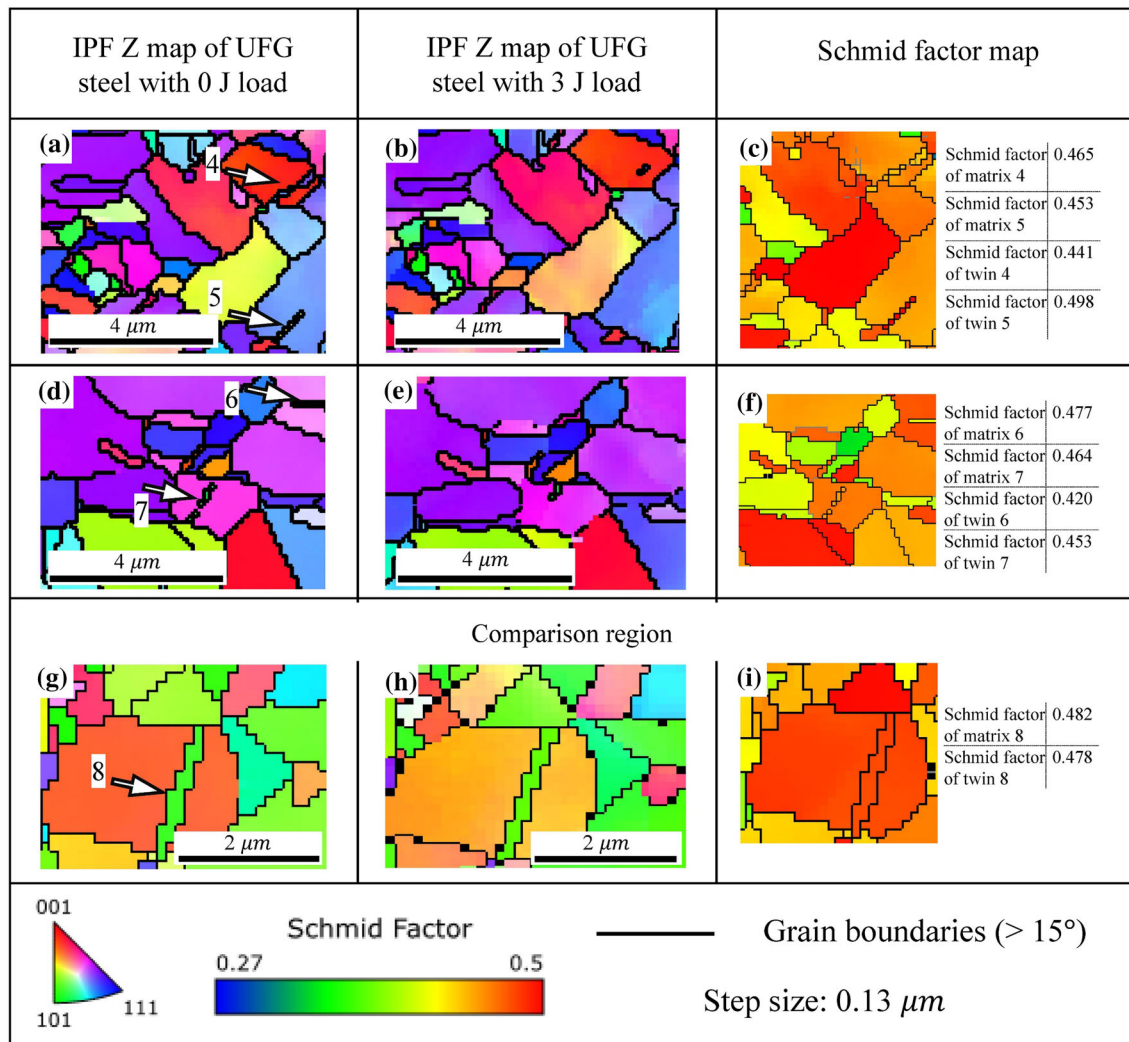 IPF Z map of UFG
steel with 0 J load
IPF Z map of UFG
steel with 3 J load
Schmid factor map
(a)
4
5
4 μm
(b)
4 μm
(c)
Schmid factor of matrix 4 0.465
Schmid factor of matrix 5 0.453
Schmid factor of twin 4 0.441
Schmid factor of twin 5 0.498
(d)
6
7
4 μm
(e)
4 μm
(f)
Schmid factor of matrix 6 0.477
Schmid factor of matrix 7 0.464
Schmid factor of twin 6 0.420
Schmid factor of twin 7 0.453
Comparison region
(g)
8
2 μm
(h)
2 μm
(i)
Schmid factor of matrix 8 0.482
Schmid factor of twin 8 0.478
001
111
101
Schmid Factor
0.27 0.5
Grain boundaries (> 15°)
Step size: 0.13 μm